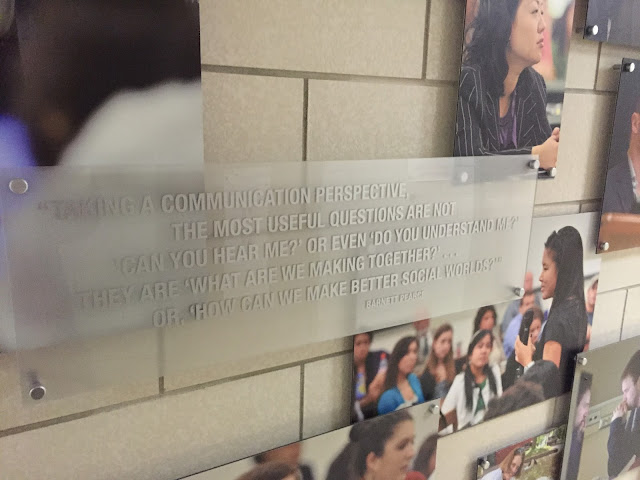 “TAKING A COMMUNICATION PERSPECTIVE,
THE MOST USEFUL QUESTIONS ARE NOT
‘CAN YOU HEAR ME?’ OR EVEN ‘DO YOU UNDERSTAND ME?’
THEY ARE ‘WHAT ARE WE MAKING TOGETHER?’ . . .
OR, ‘HOW CAN WE MAKE BETTER SOCIAL WORLDS?’”
BARNETT PEARCE